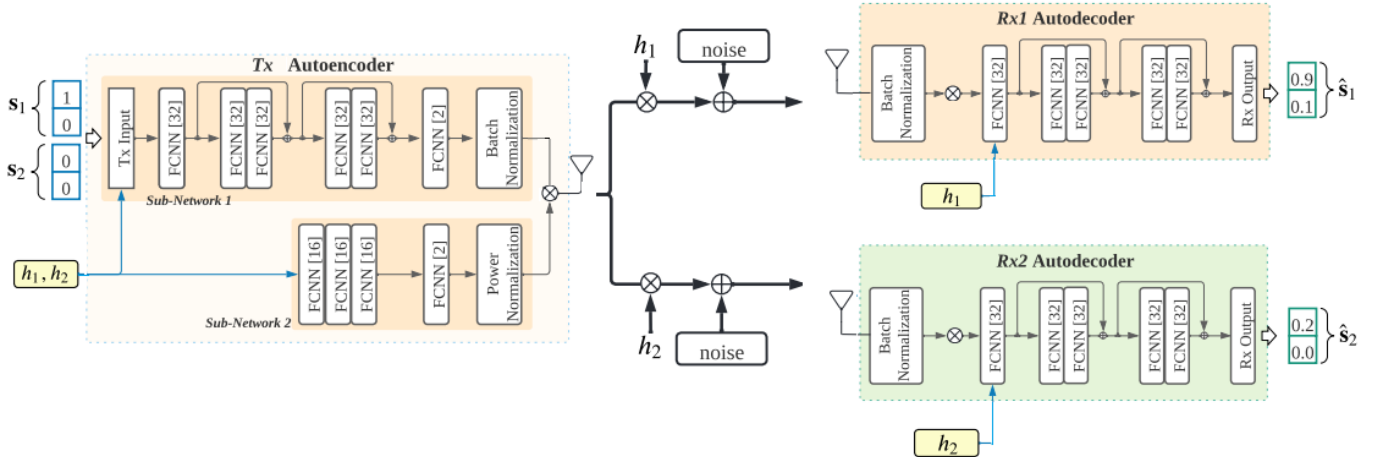 Tx Autoencoder
s₁
1
0
s₂
0
0
Tx Input
FCNN [32]
FCNN [32]
FCNN [32]
FCNN [32]
FCNN [32]
FCNN [2]
Batch
Normalization
Sub-Network 1
h₁, h₂
FCNN [16]
FCNN [16]
FCNN [16]
FCNN [2]
Power
Normalization
Sub-Network 2
h₁
noise
h₂
noise
Rx1 Autodecoder
Batch
Normalization
FCNN [32]
FCNN [32]
FCNN [32]
FCNN [32]
FCNN [32]
Rx Output
0.9
0.1
ŝ₁
h₁
Rx2 Autodecoder
Batch
Normalization
FCNN [32]
FCNN [32]
FCNN [32]
FCNN [32]
FCNN [32]
Rx Output
0.2
0.0
ŝ₂
h₂